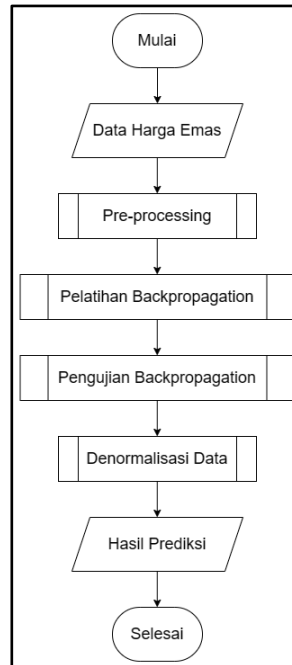 Mulai
Data Harga Emas
Pre-processing
Pelatihan Backpropagation
Pengujian Backpropagation
Denormalisasi Data
Hasil Prediksi
Selesai